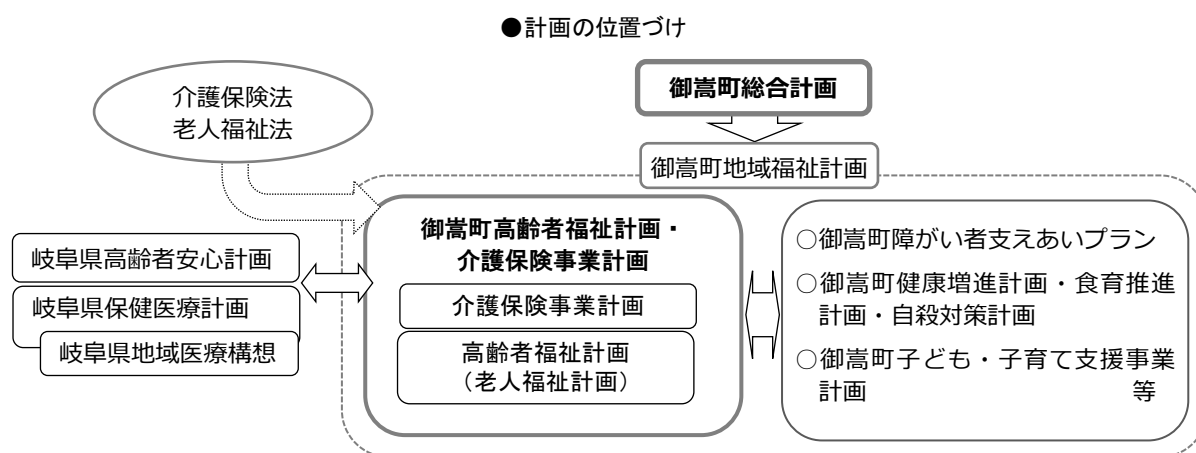 ●計画の位置づけ
介護保険法
老人福祉法
御嵩町総合計画
御嵩町地域福祉計画
岐阜県高齢者安心計画
岐阜県保健医療計画
岐阜県地域医療構想
御嵩町高齢者福祉計画・
介護保険事業計画
介護保険事業計画
高齢者福祉計画
（老人福祉計画）
○御嵩町障がい者支えあいプラン
○御嵩町健康増進計画・食育推進
計画・自殺対策計画
○御嵩町子ども・子育て支援事業
計画 等